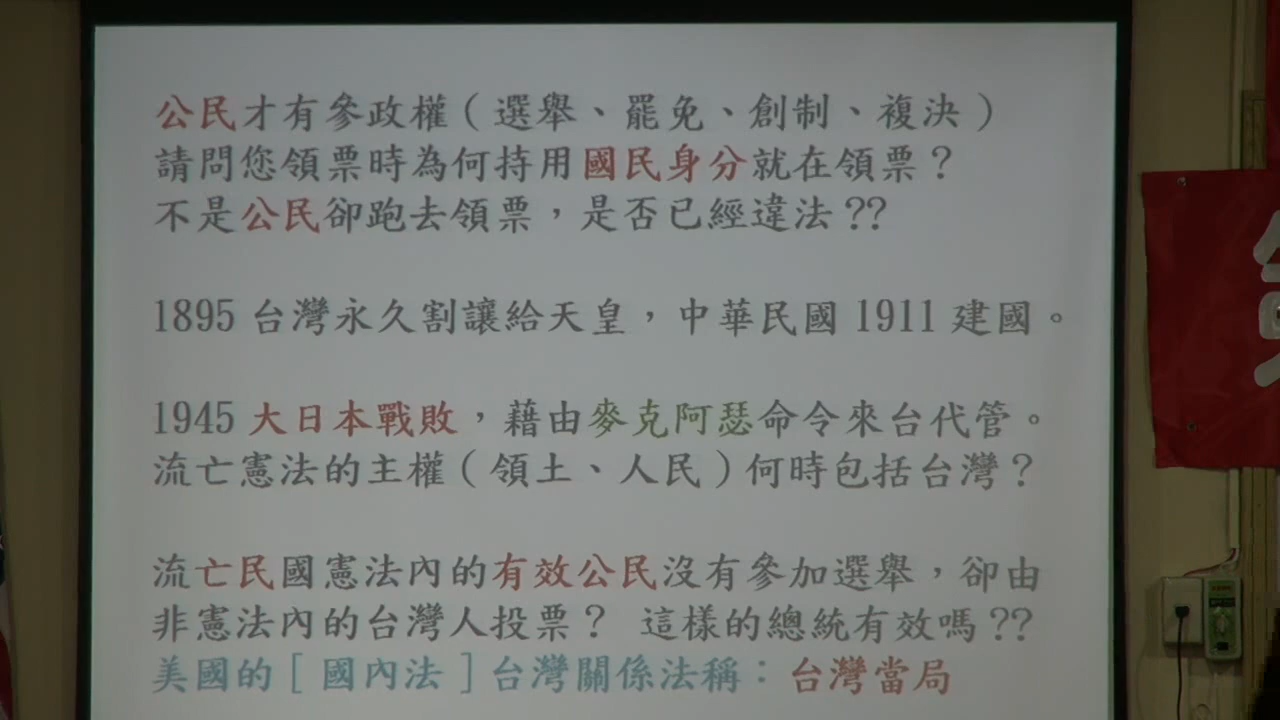 公民才有參政權（選舉、罷免、創制、複決）
請問您領票時為何持用國民身分就在領票？
不是公民卻跑去領票，是否已經違法??
1895 台灣永久割讓給天皇，中華民國 1911 建國。
1945 大日本戰敗，藉由麥克阿瑟命令來台代管。
流亡憲法的主權（領土、人民）何時包括台灣？
流亡民國憲法內的有效公民沒有參加選舉，卻由
非憲法內的台灣人投票？ 這樣的總統有效嗎??
美國的［國內法］台灣關係法稱：台灣當局